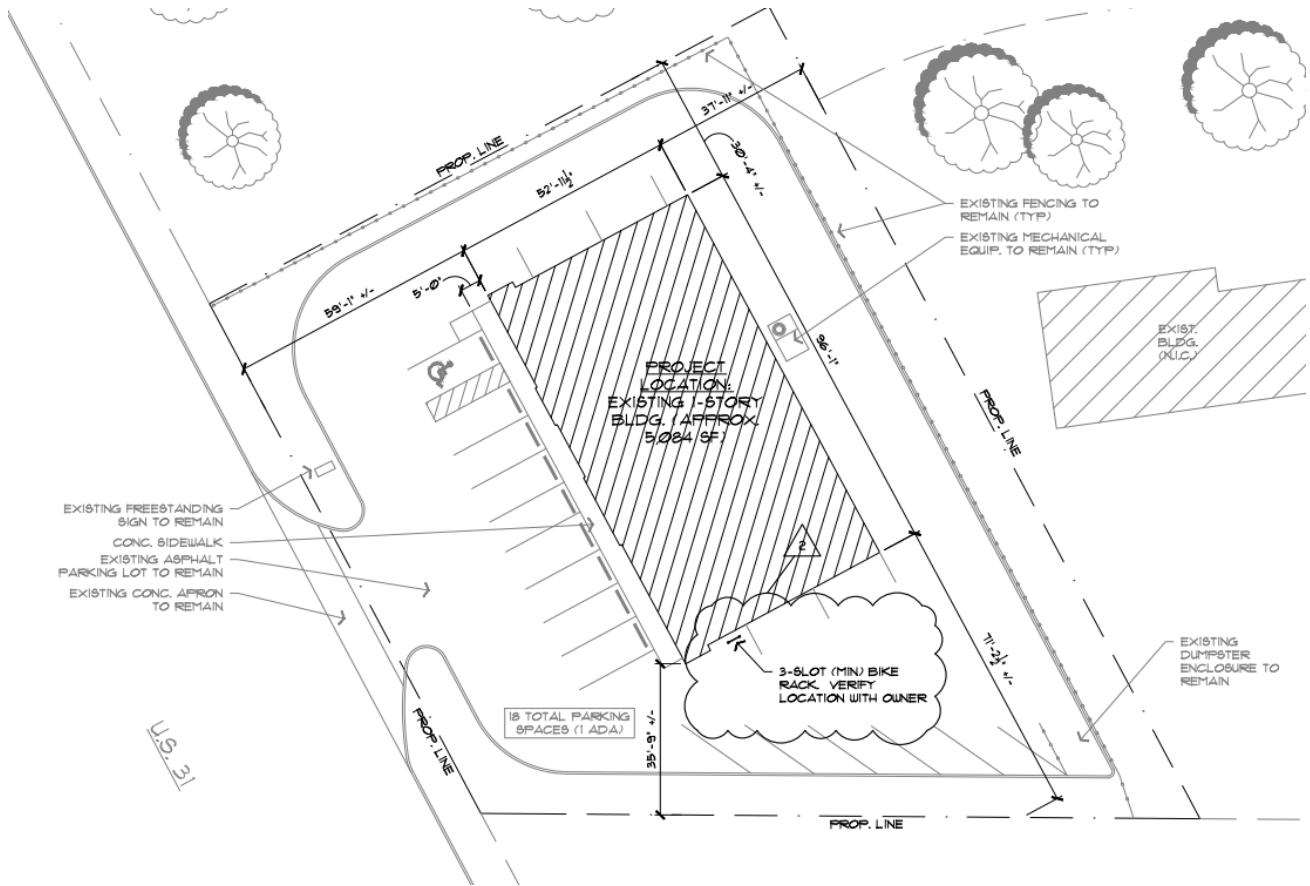 PROP. LINE
37'-11" +/-
30'-4" +/-
52'-11½"
59'-1" +/-
5'-0"
EXISTING FENCING TO
REMAIN (TYP)
EXISTING MECHANICAL
EQUIP. TO REMAIN (TYP)
EXIST.
BLDG.
(N.I.C.)
96'-1"
PROJECT
LOCATION:
EXISTING 1-STORY
BLDG. (APPROX.
5,084 SF)
PROP. LINE
EXISTING FREESTANDING
SIGN TO REMAIN
CONC. SIDEWALK
EXISTING ASPHALT
PARKING LOT TO REMAIN
EXISTING CONC. APRON
TO REMAIN
2
71'-2½" +/-
3-SLOT (MIN) BIKE
RACK. VERIFY
LOCATION WITH OWNER
EXISTING
DUMPSTER
ENCLOSURE TO
REMAIN
18 TOTAL PARKING
SPACES (1 ADA)
35'-9" +/-
PROP. LINE
U.S. 31
PROP. LINE